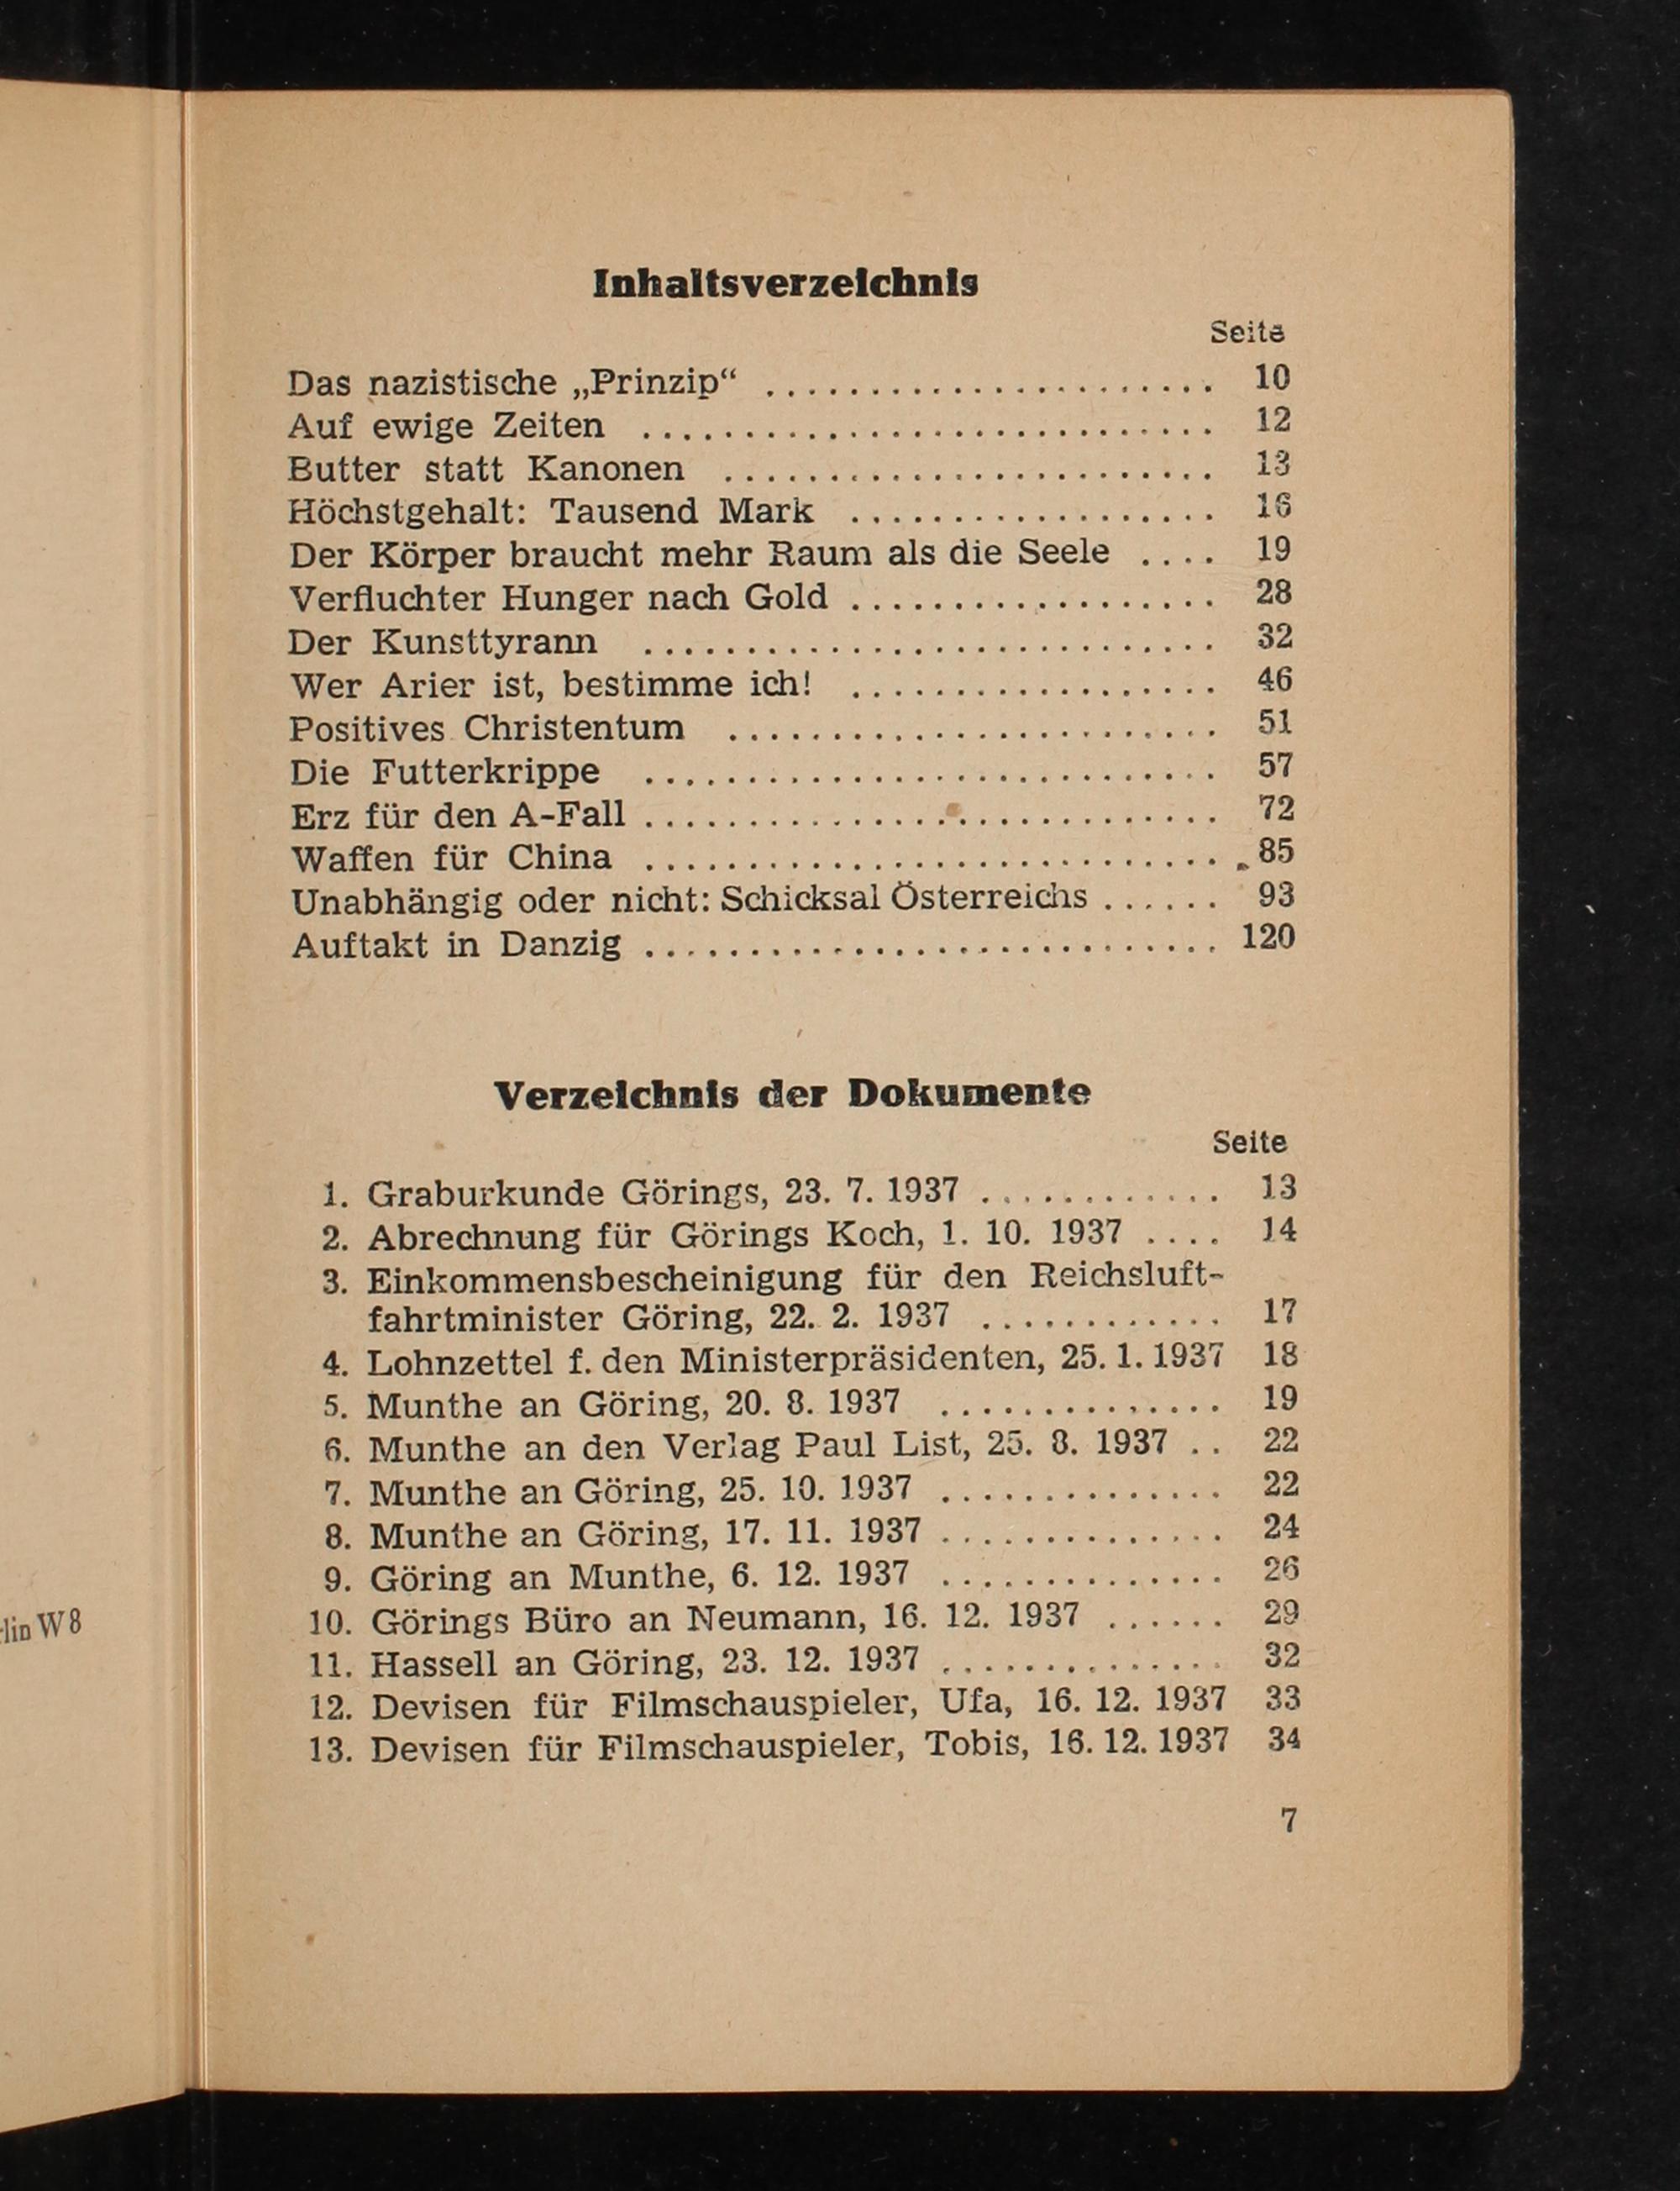 lin W 8
Inhaltsverzeichnis
Seite
Das nazistische „Prinzip“ ...................... 10
Auf ewige Zeiten ............................ 12
Butter statt Kanonen ........................ 13
Höchstgehalt: Tausend Mark .................. 16
Der Körper braucht mehr Raum als die Seele .... 19
Verfluchter Hunger nach Gold .................. 28
Der Kunsttyrann ............................ 32
Wer Arier ist, bestimme ich! .................. 46
Positives Christentum ........................ 51
Die Futterkrippe ............................ 57
Erz für den A-Fall ............................ 72
Waffen für China ............................ 85
Unabhängig oder nicht: Schicksal Österreichs ...... 93
Auftakt in Danzig ............................ 120
Verzeichnis der Dokumente
Seite
1. Graburkunde Görings, 23. 7. 1937 ............ 13
2. Abrechnung für Görings Koch, 1. 10. 1937 .... 14
3. Einkommensbescheinigung für den Reichsluft-
fahrtminister Göring, 22. 2. 1937 ............ 17
4. Lohnzettel f. den Ministerpräsidenten, 25. 1. 1937 18
5. Munthe an Göring, 20. 8. 1937 .............. 19
6. Munthe an den Verlag Paul List, 25. 8. 1937 .. 22
7. Munthe an Göring, 25. 10. 1937 .............. 22
8. Munthe an Göring, 17. 11. 1937 .............. 24
9. Göring an Munthe, 6. 12. 1937 .............. 26
10. Görings Büro an Neumann, 16. 12. 1937 ...... 29
11. Hassell an Göring, 23. 12. 1937 .............. 32
12. Devisen für Filmschauspieler, Ufa, 16. 12. 1937 33
13. Devisen für Filmschauspieler, Tobis, 16. 12. 1937 34
7